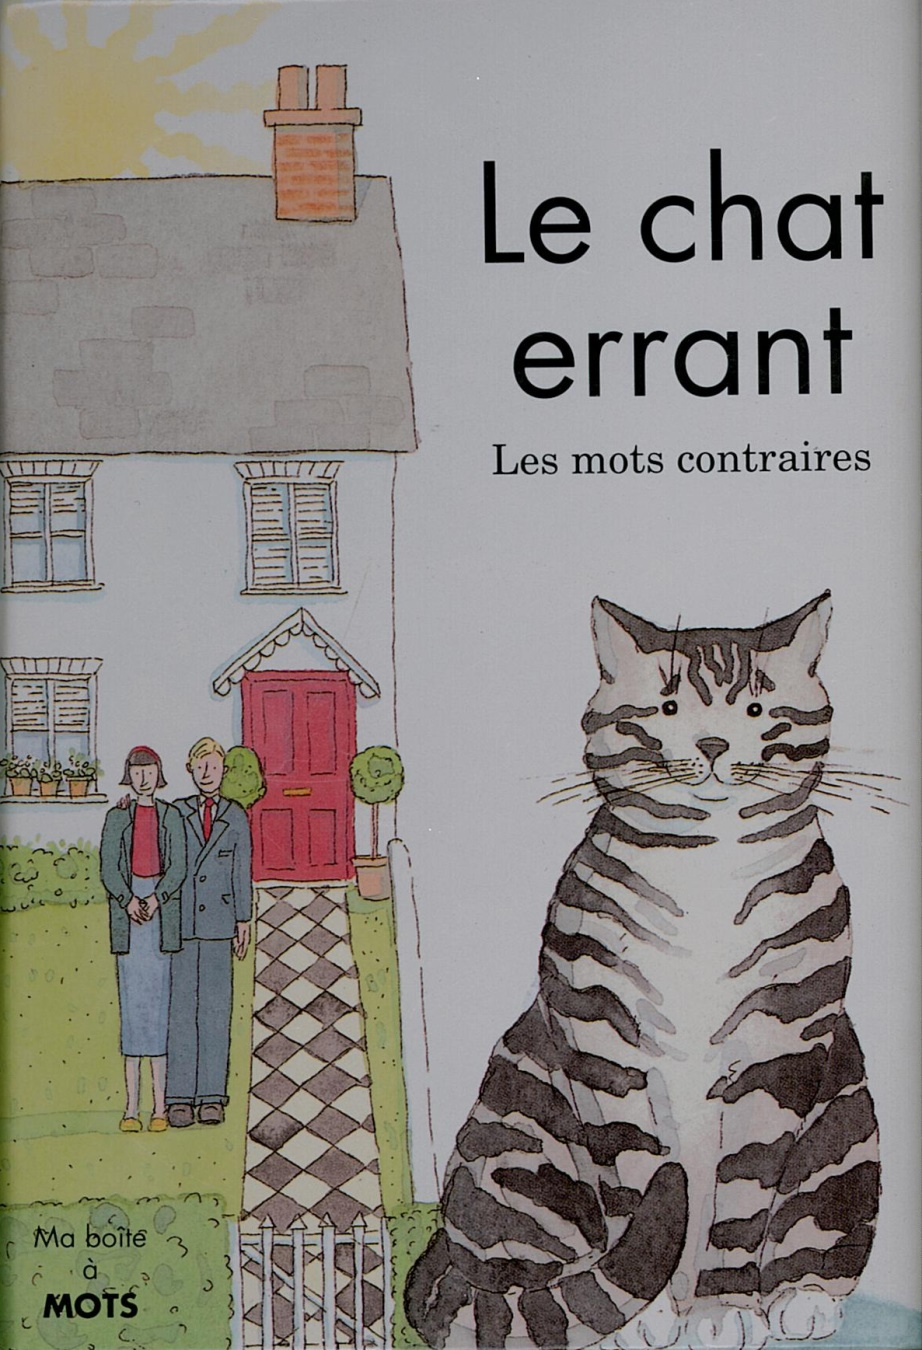 Le chat
errant
Les mots contraires
Ma boîte
à
MOTS